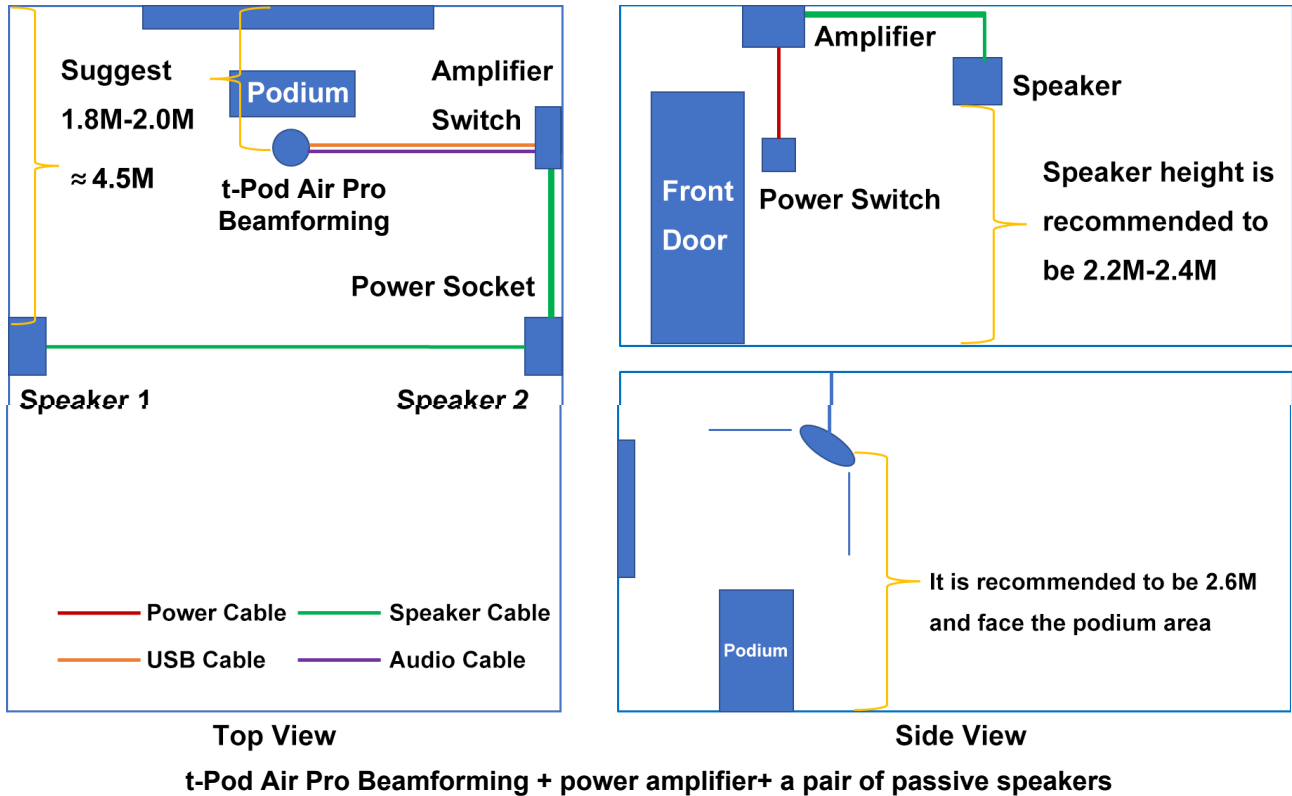 Suggest
1.8M-2.0M
≈ 4.5M
Podium
Amplifier
Switch
t-Pod Air Pro
Beamforming
Power Socket
Speaker 1
Speaker 2
Power Cable
Speaker Cable
USB Cable
Audio Cable
Top View
Amplifier
Speaker
Front
Door
Power Switch
Speaker height is
recommended to
be 2.2M-2.4M
It is recommended to be 2.6M
and face the podium area
Podium
Side View
t-Pod Air Pro Beamforming + power amplifier+ a pair of passive speakers